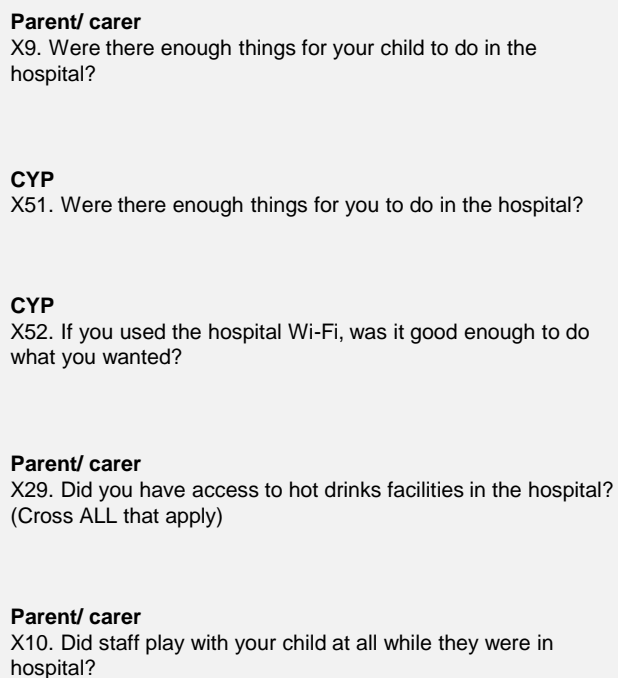 Parent/ carer
X9. Were there enough things for your child to do in the
hospital?
CYP
X51. Were there enough things for you to do in the hospital?
CYP
X52. If you used the hospital Wi-Fi, was it good enough to do
what you wanted?
Parent/ carer
X29. Did you have access to hot drinks facilities in the hospital?
(Cross ALL that apply)
Parent/ carer
X10. Did staff play with your child at all while they were in
hospital?